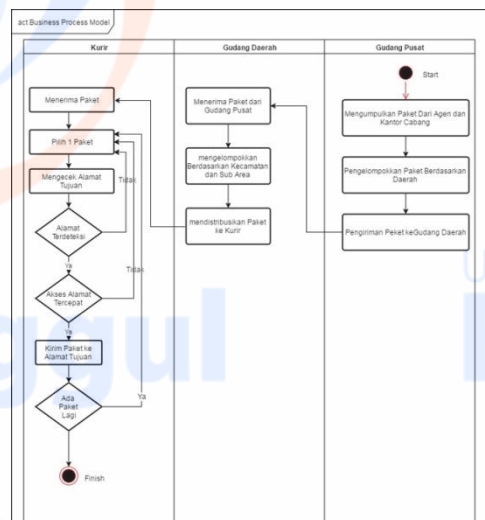 act Business Process Model
Kurir
Gudang Daerah
Gudang Pusat
Start
Menerima Paket
Menerima Paket dari
Gudang Pusat
Mengumpulkan Paket Dari Agen dan
Kantor Cabang
Pilih 1 Paket
mengelompokkan
Berdasarkan Kecamatan
dan Sub Area
Pengelompokkan Paket Berdasarkan
Daerah
Mengecek Alamat
Tujuan
Tidak
mendistribusikan Paket
ke Kurir
Pengiriman Peket keGudang Daerah
Alamat
Terdeteksi
Ya
Tidak
Akses Alamat
Tercepat
Ya
Kirim Paket ke
Alamat Tujuan
Ada
Paket
Lagi
Ya
Finish
nggul
U